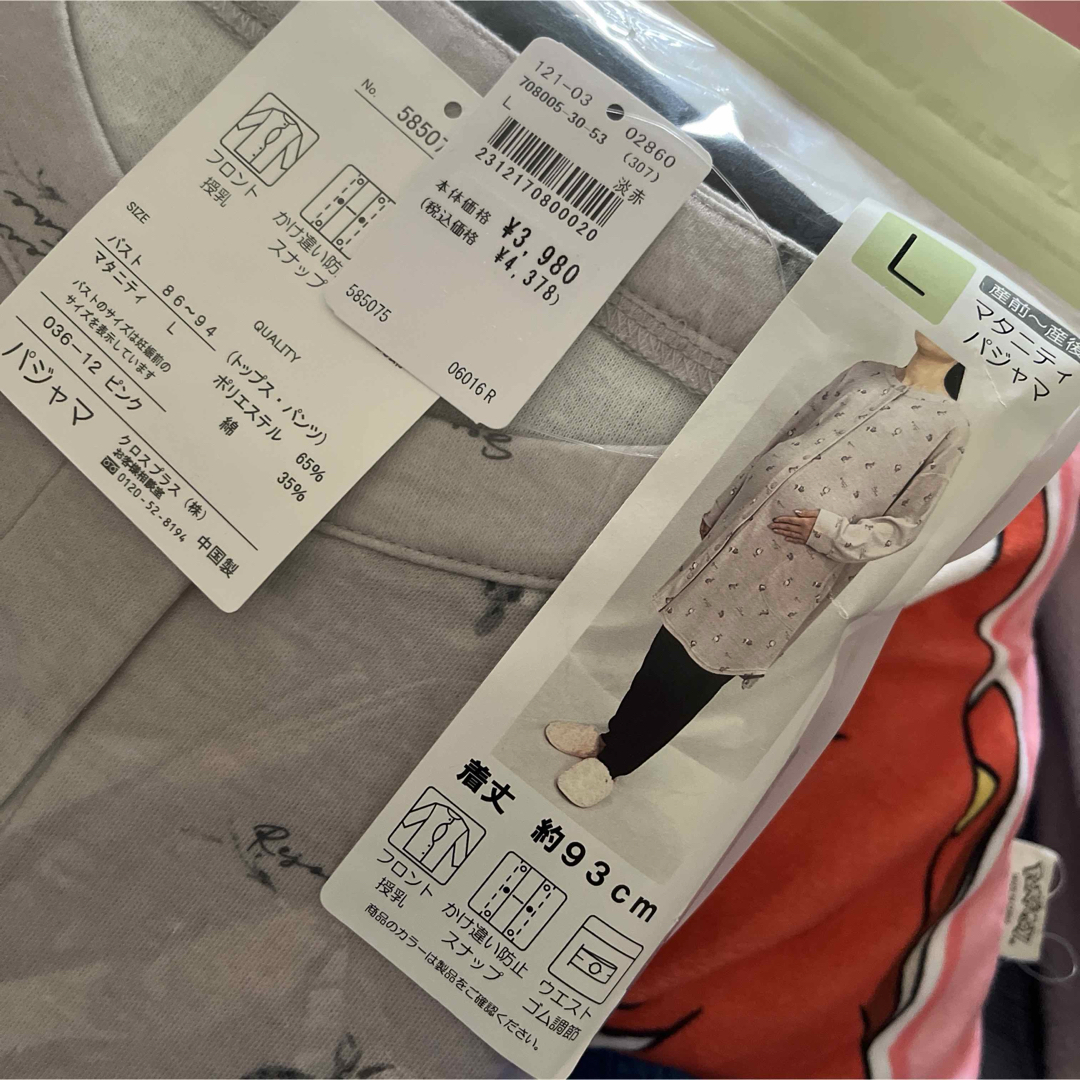 No.
58507
フロント
授乳
かけ違い防
スナップ
SIZE
バスト 86~94
マタニティ L
バストのサイズは妊娠前の
サイズを表示しています
036-12 ピンク
パジャマ
QUALITY
(トップス・パンツ)
ポリエステル 65%
綿 35%
クロスプラス(株)
お客様相談室
0120-52-8194
中国製
121-03
708005-30-53
L
02860
(307)
淡赤
2312170800020
本体価格 ¥3,980
(税込価格 ¥4,378)
585075
06016R
L
産前~産後
マタニティ
パジャマ
着丈 約93cm
フロント
授乳
かけ違い防止
スナップ
ウエスト
ゴム調節
商品のカラーは製品をご確認ください。